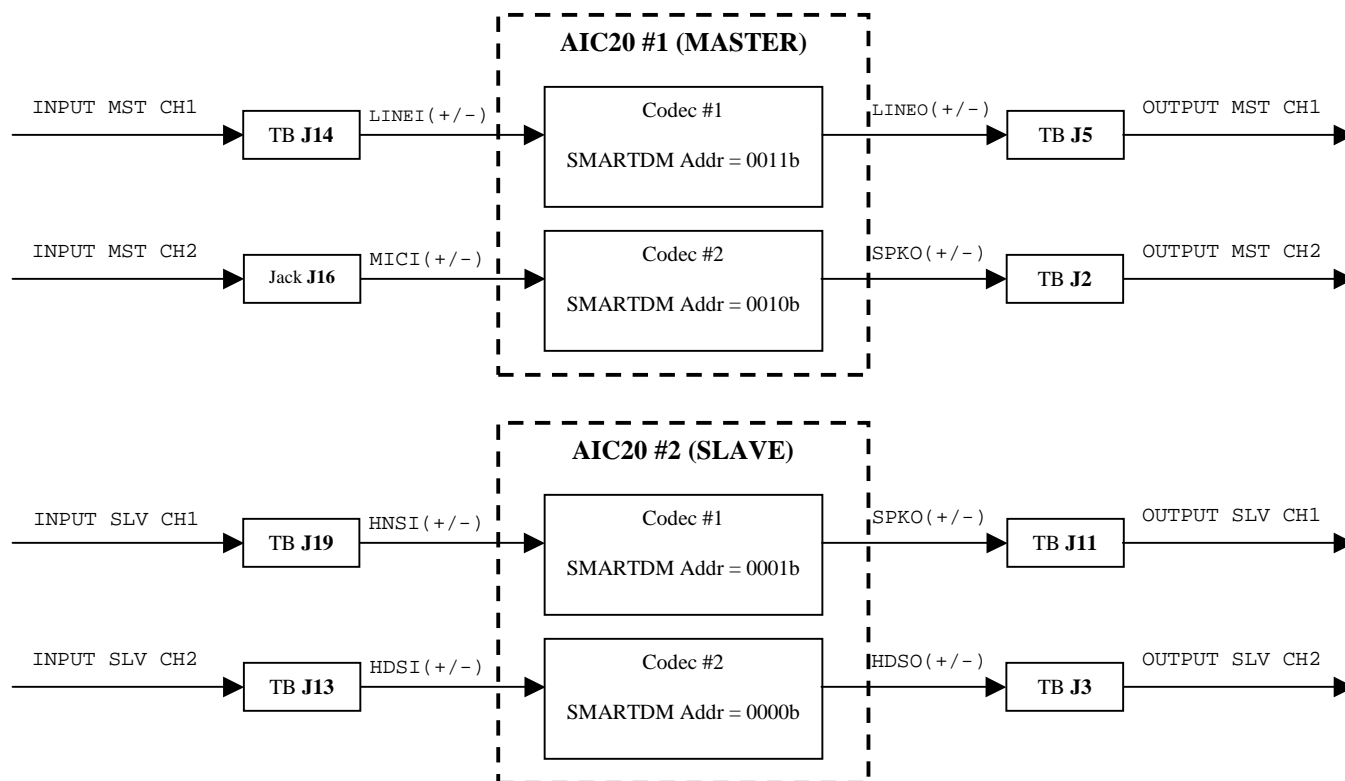 AIC20 #1 (MASTER)
INPUT MST CH1
TB J14
LINEI(+/-)
Codec #1
SMARTDM Addr = 0011b
LINEO(+/-)
TB J5
OUTPUT MST CH1
INPUT MST CH2
Jack J16
MICI(+/-)
Codec #2
SMARTDM Addr = 0010b
SPKO(+/-)
TB J2
OUTPUT MST CH2
AIC20 #2 (SLAVE)
INPUT SLV CH1
TB J19
HNSI(+/-)
Codec #1
SMARTDM Addr = 0001b
SPKO(+/-)
TB J11
OUTPUT SLV CH1
INPUT SLV CH2
TB J13
HDSI(+/-)
Codec #2
SMARTDM Addr = 0000b
HDSO(+/-)
TB J3
OUTPUT SLV CH2